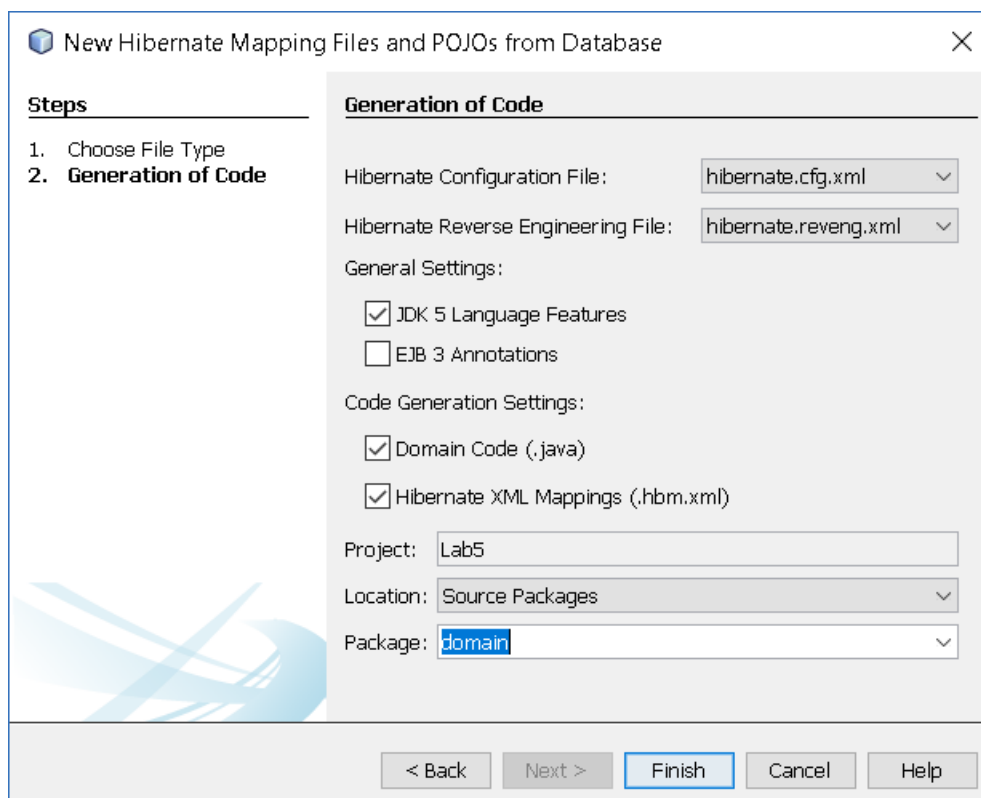 New Hibernate Mapping Files and POJOs from Database
Steps
1. Choose File Type
2. Generation of Code
Generation of Code
Hibernate Configuration File: hibernate.cfg.xml
Hibernate Reverse Engineering File: hibernate.reveng.xml
General Settings:
JDK 5 Language Features
EJB 3 Annotations
Code Generation Settings:
Domain Code (.java)
Hibernate XML Mappings (.hbm.xml)
Project: Lab5
Location: Source Packages
Package: domain
< Back Next > Finish Cancel Help